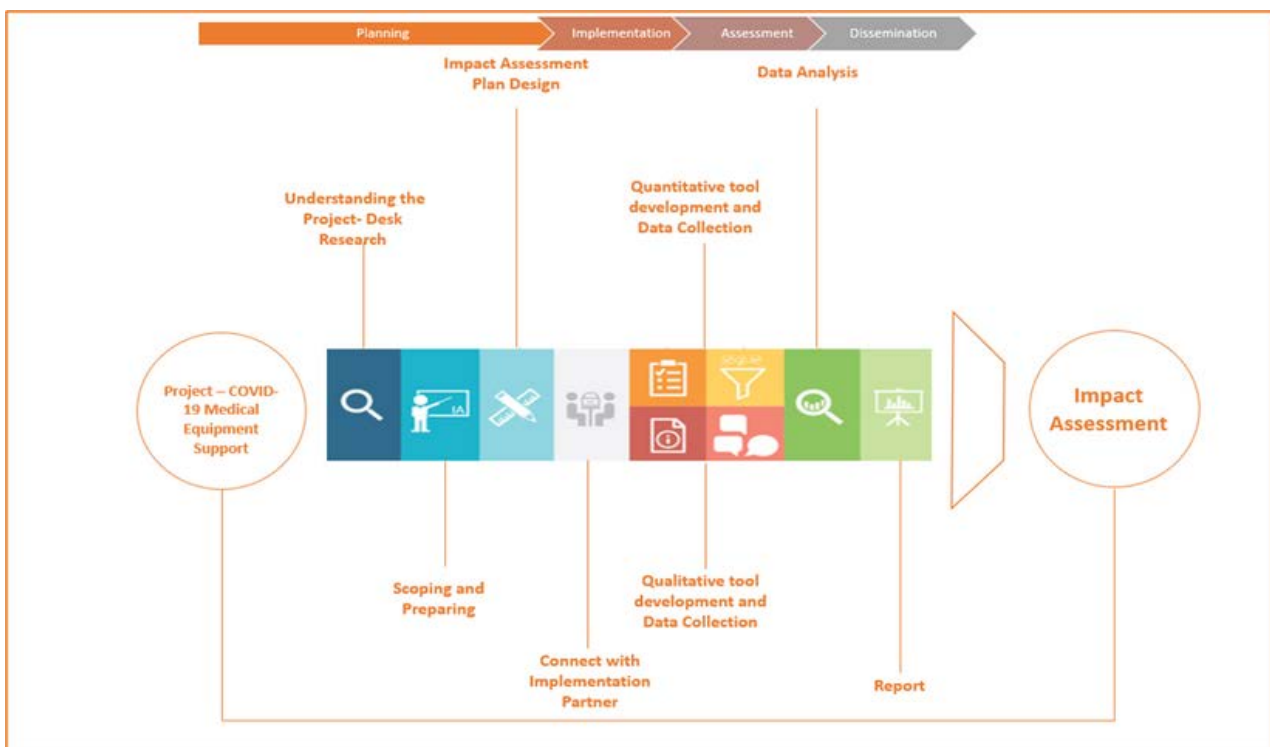 Planning
Implementation
Assessment
Dissemination
Impact Assessment
Plan Design
Data Analysis
Understanding the
Project- Desk
Research
Quantitative tool
development and
Data Collection
Project – COVID-
19 Medical
Equipment
Support
IA
Impact
Assessment
Scoping and
Preparing
Qualitative tool
development and
Data Collection
Connect with
Implementation
Partner
Report